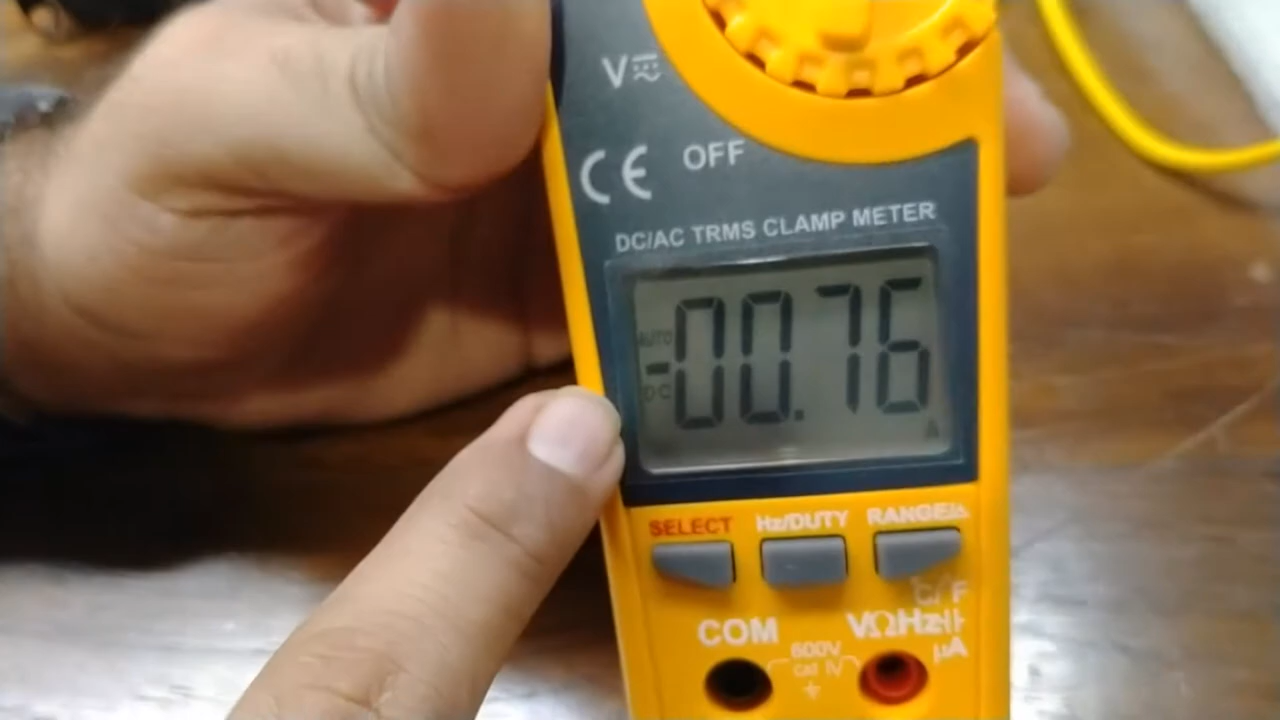 V
CE
OFF
DC/AC TRMS CLAMP METER
AUTO
-00.76
DC
A
SELECT
Hz/DUTY
RANGE/△
°C/°F
COM
VΩHz
µA
600V
CAT IV